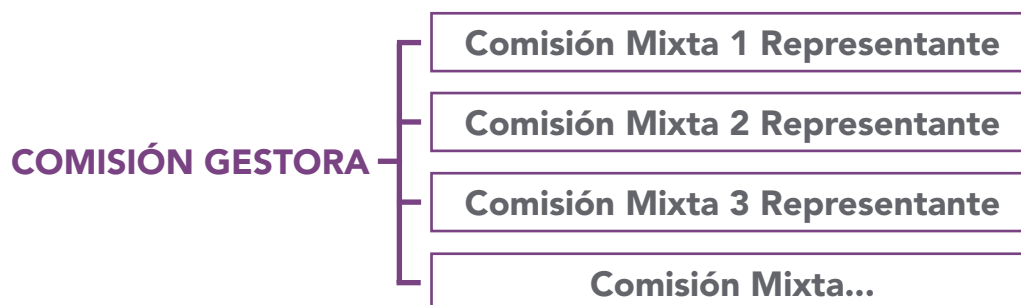 Comisión Mixta 1 Representante
Comisión Mixta 2 Representante
COMISIÓN GESTORA
Comisión Mixta 3 Representante
Comisión Mixta...